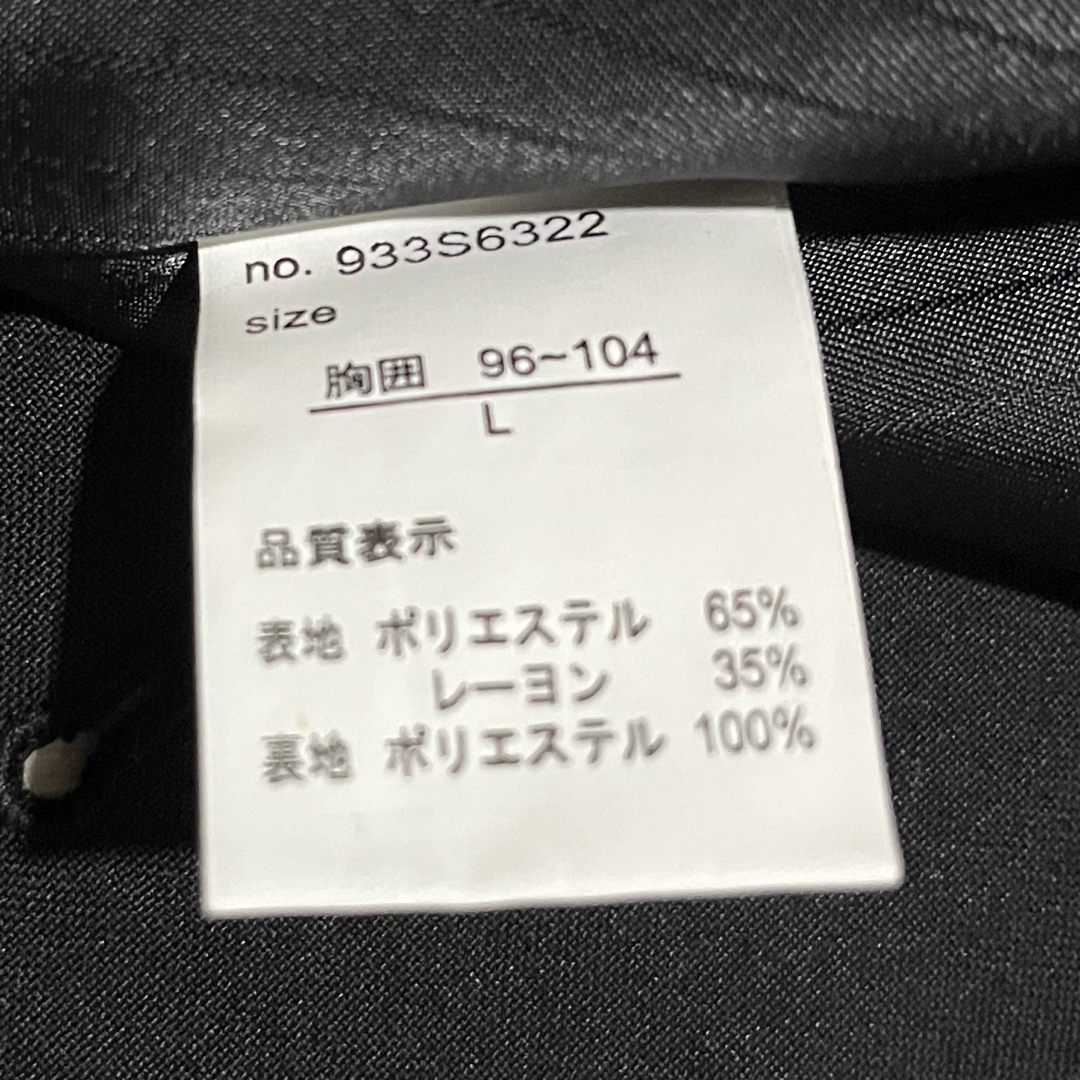 no. 933S6322
size
胸囲 96~104
L
品質表示
表地 ポリエステル 65%
レーヨン 35%
裏地 ポリエステル 100%